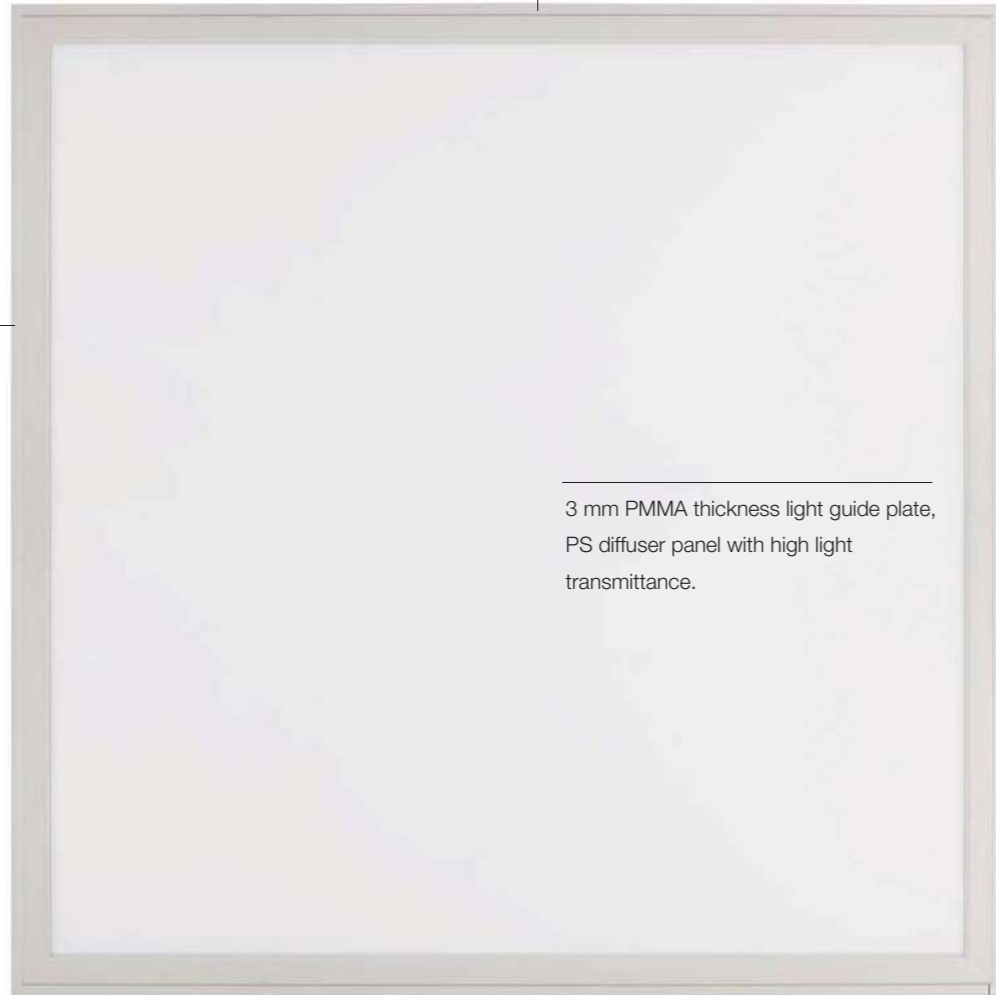 3 mm PMMA thickness light guide plate,
PS diffuser panel with high light
transmittance.